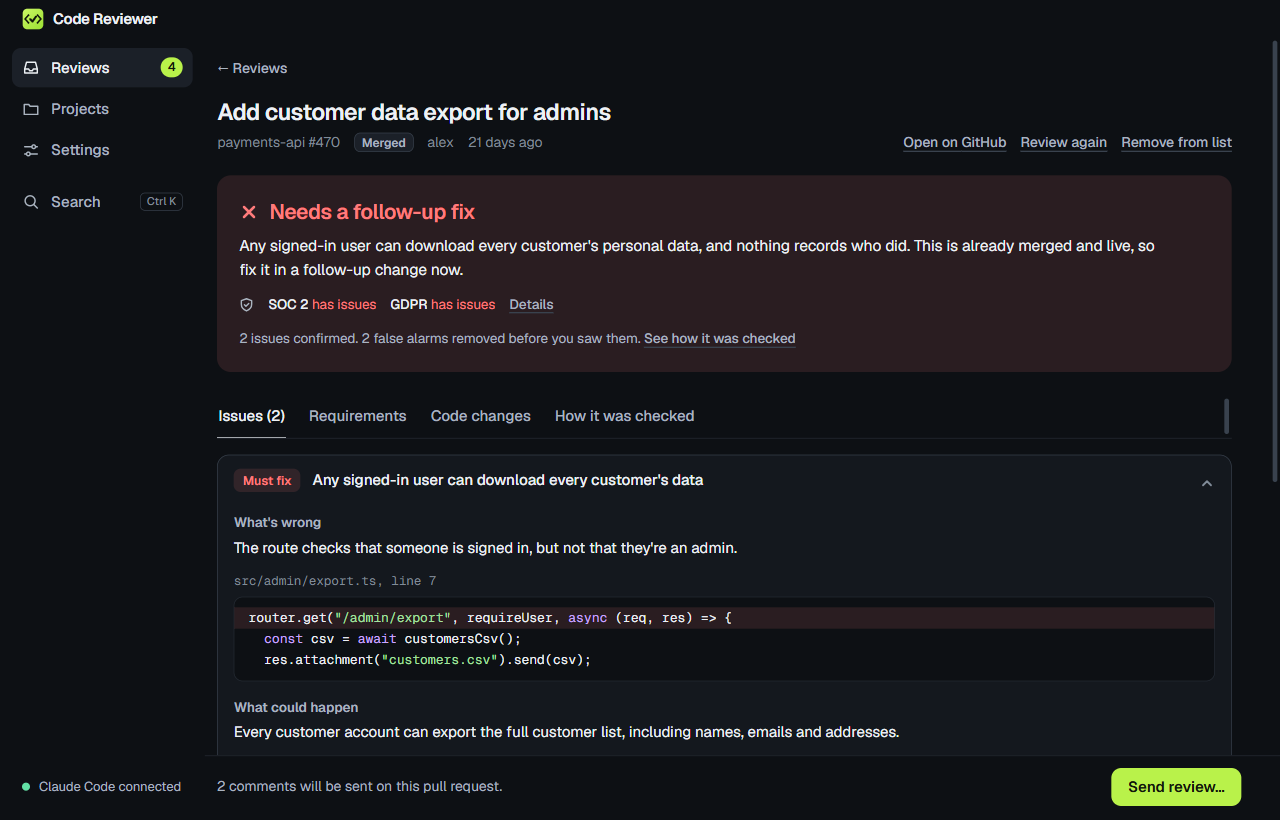 Code Reviewer
Reviews 4
Projects
Settings
Search Ctrl K
← Reviews
Add customer data export for admins
payments-api #470 Merged alex 21 days ago
Open on GitHub Review again Remove from list
Needs a follow-up fix
Any signed-in user can download every customer's personal data, and nothing records who did. This is already merged and live, so
fix it in a follow-up change now.
SOC 2 has issues GDPR has issues Details
2 issues confirmed. 2 false alarms removed before you saw them. See how it was checked
Issues (2) Requirements Code changes How it was checked
Must fix Any signed-in user can download every customer's data
What's wrong
The route checks that someone is signed in, but not that they're an admin.
src/admin/export.ts, line 7
router.get("/admin/export", requireUser, async (req, res) => {
const csv = await customersCsv();
res.attachment("customers.csv").send(csv);
What could happen
Every customer account can export the full customer list, including names, emails and addresses.
Claude Code connected
2 comments will be sent on this pull request.
Send review...